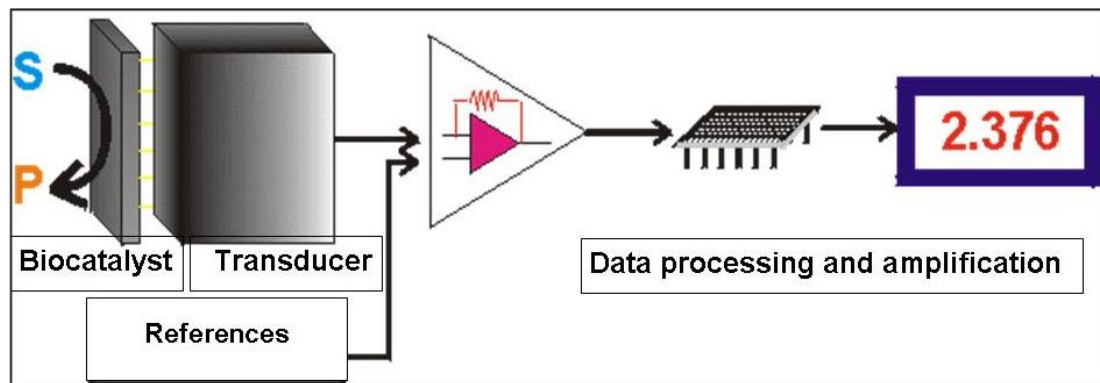 S
P
2.376
Biocatalyst
Transducer
Data processing and amplification
References